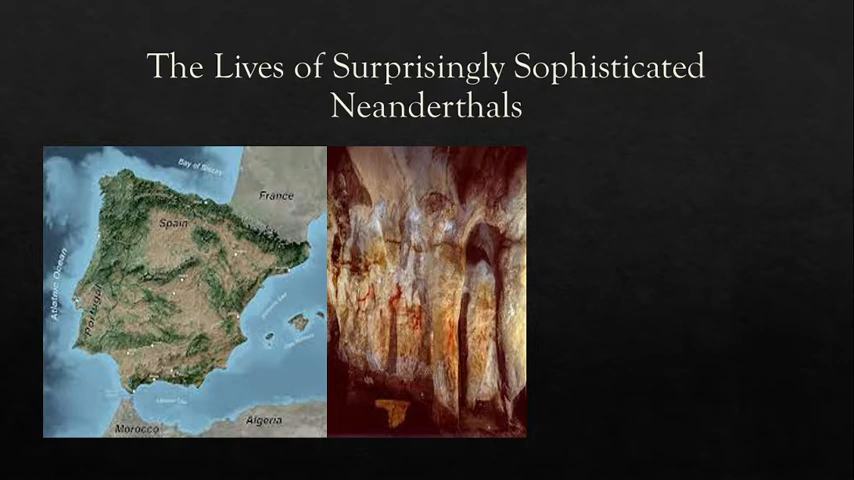 The Lives of Surprisingly Sophisticated
Neanderthals
Bay of Biscay
France
Spain
Atlantic Ocean
Portugal
Morocco
Algeria